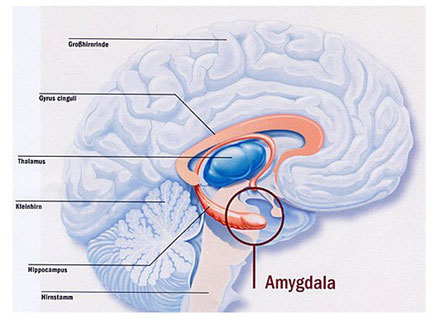 Großhirnrinde
Gyrus cinguli
Thalamus
Kleinhirn
Hippocampus
Hirnstamm
Amygdala